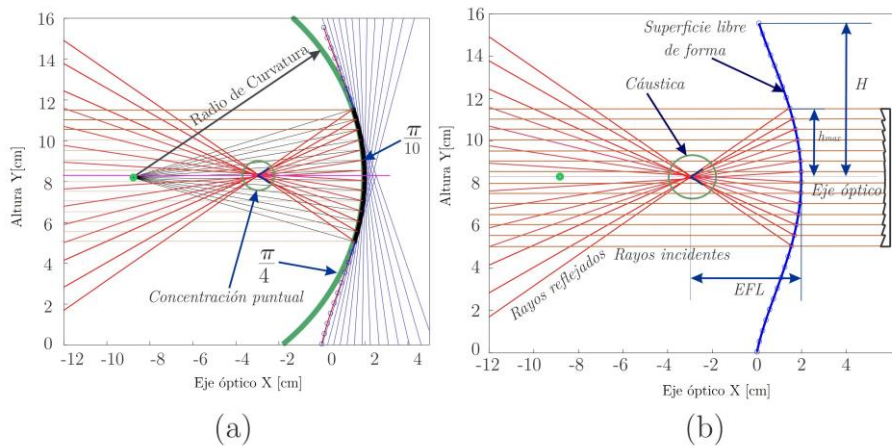 16
14
12
10
8
6
4
2
0
Altura Y[cm]
Radio de Curvatura
π/10
π/4
Concentración puntual
-12 -10 -8 -6 -4 -2 0 2 4
Eje óptico X [cm]
(a)
16
14
12
10
8
6
4
2
0
Altura Y[cm]
Superficie libre
de forma
Cáustica
H
h_max
Eje óptico
Rayos incidentes
Rayos reflejados
EFL
-12 -10 -8 -6 -4 -2 0 2 4 6
Eje óptico X [cm]
(b)